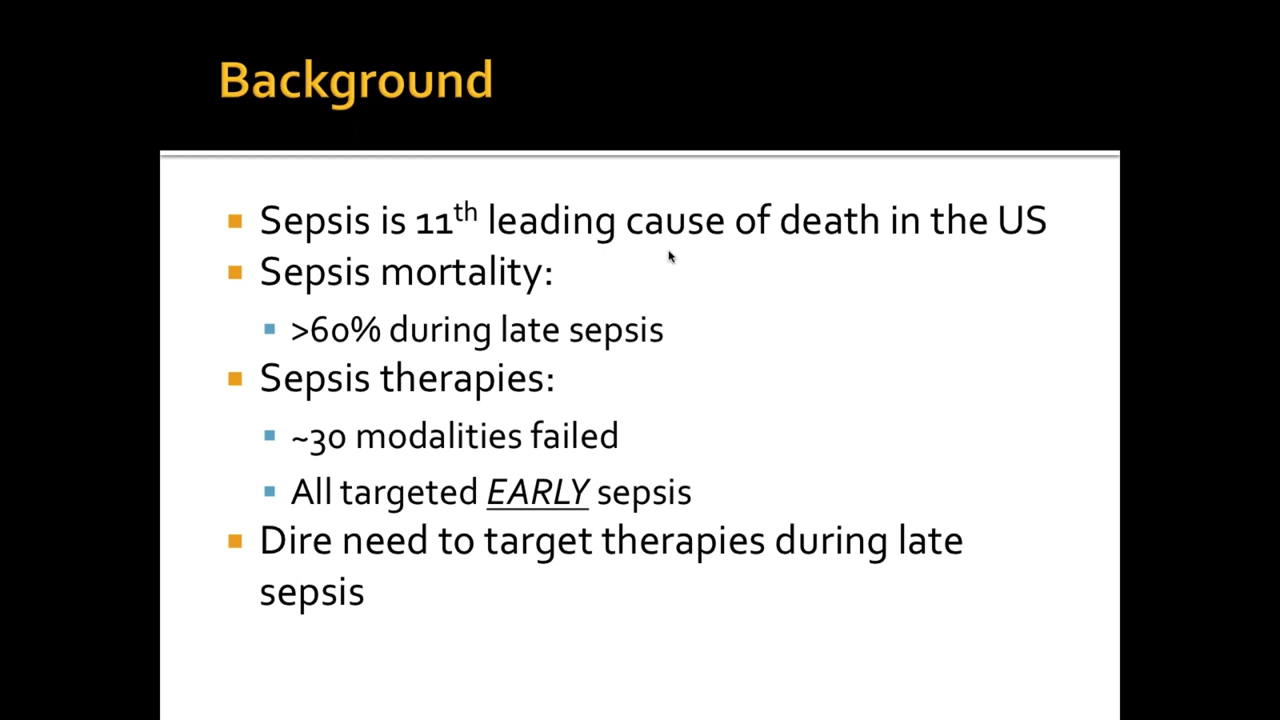 Background
Sepsis is 11th leading cause of death in the US
Sepsis mortality:
>60% during late sepsis
Sepsis therapies:
~30 modalities failed
All targeted EARLY sepsis
Dire need to target therapies during late
sepsis